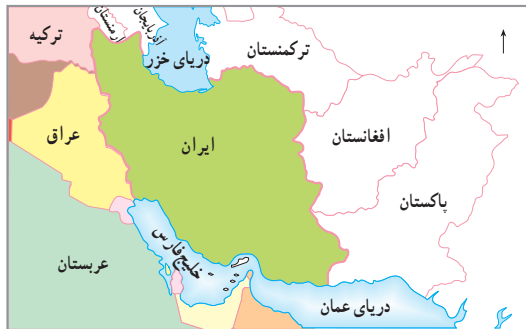 ترکیه
ارمنستان
آذربایجان
دریای خزر
ترکمنستان
عراق
ایران
افغانستان
پاکستان
عربستان
خلیج فارس
دریای عمان